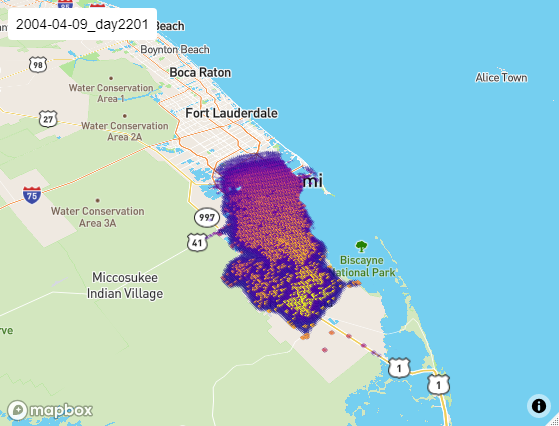 95
Beach
2004-04-09_day2201
Boynton Beach
98
Boca Raton
Alice Town
Water Conservation
Area 1
27
Fort Lauderdale
Water Conservation
Area 2A
mi
75
Water Conservation
Area 3A
997
41
Biscayne
National Park
Miccosukee
Indian Village
rve
1
1
mapbox
i